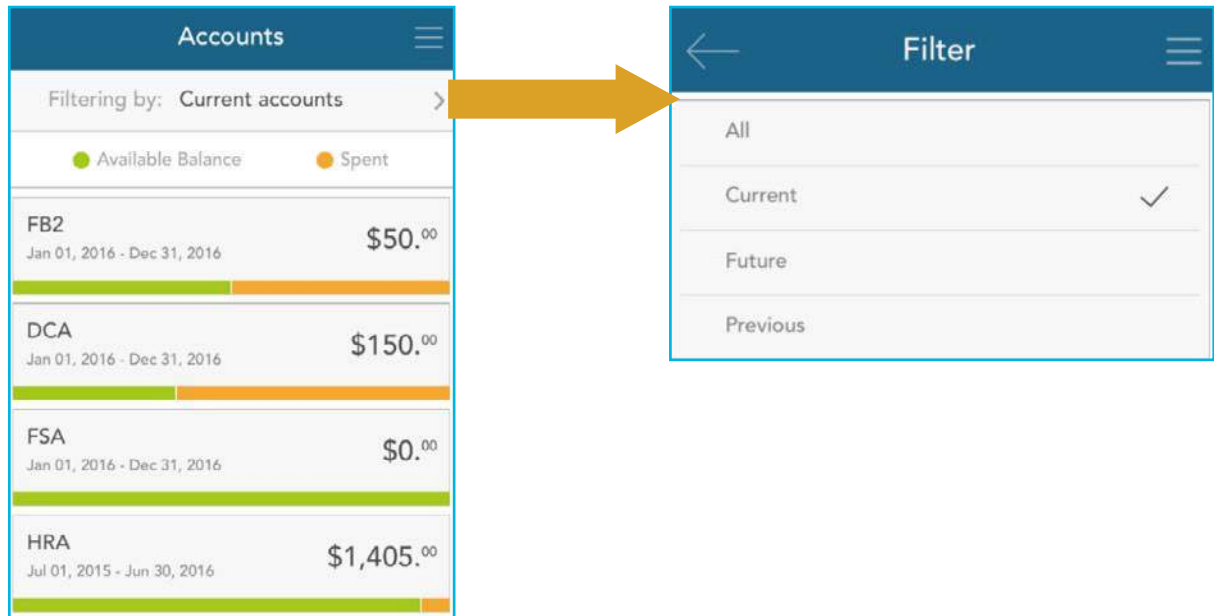 Accounts
Filtering by: Current accounts
Available Balance Spent
FB2
$50.00
Jan 01, 2016 - Dec 31, 2016
DCA
$150.00
Jan 01, 2016 - Dec 31, 2016
FSA
$0.00
Jan 01, 2016 - Dec 31, 2016
HRA
$1,405.00
Jul 01, 2015 - Jun 30, 2016
Filter
All
Current
Future
Previous